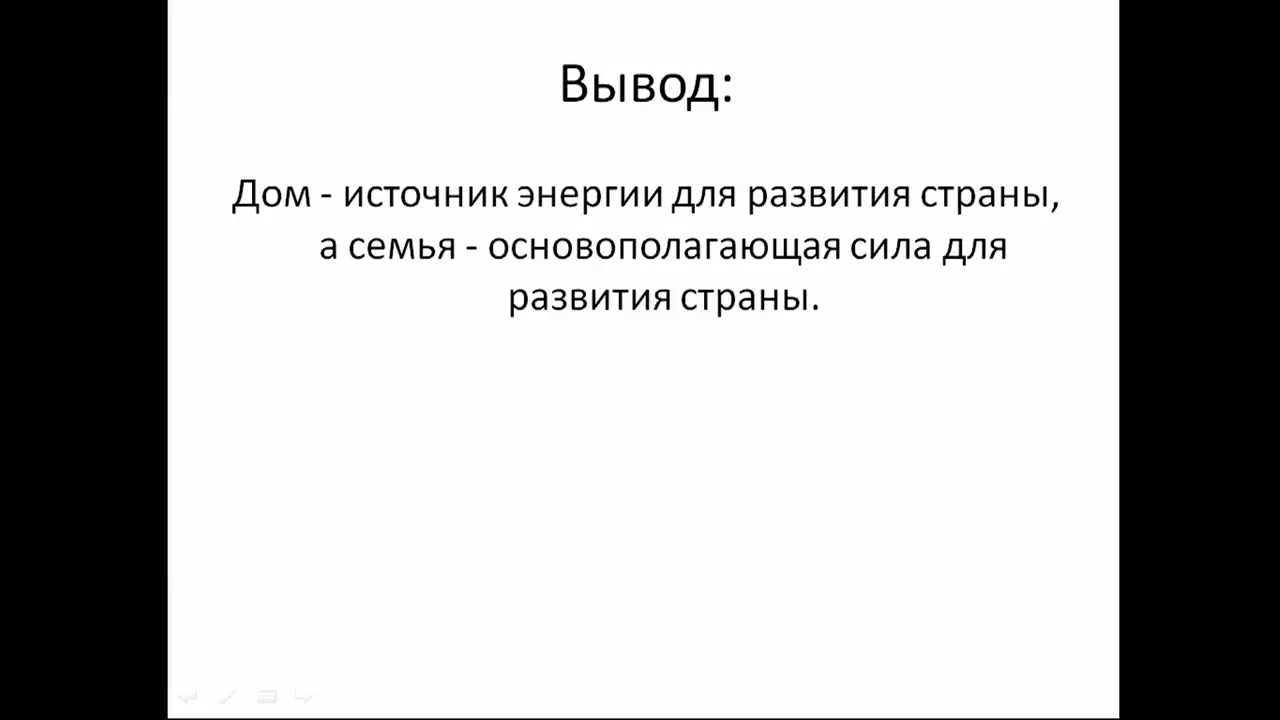 Вывод:
Дом - источник энергии для развития страны,
а семья - основополагающая сила для
развития страны.